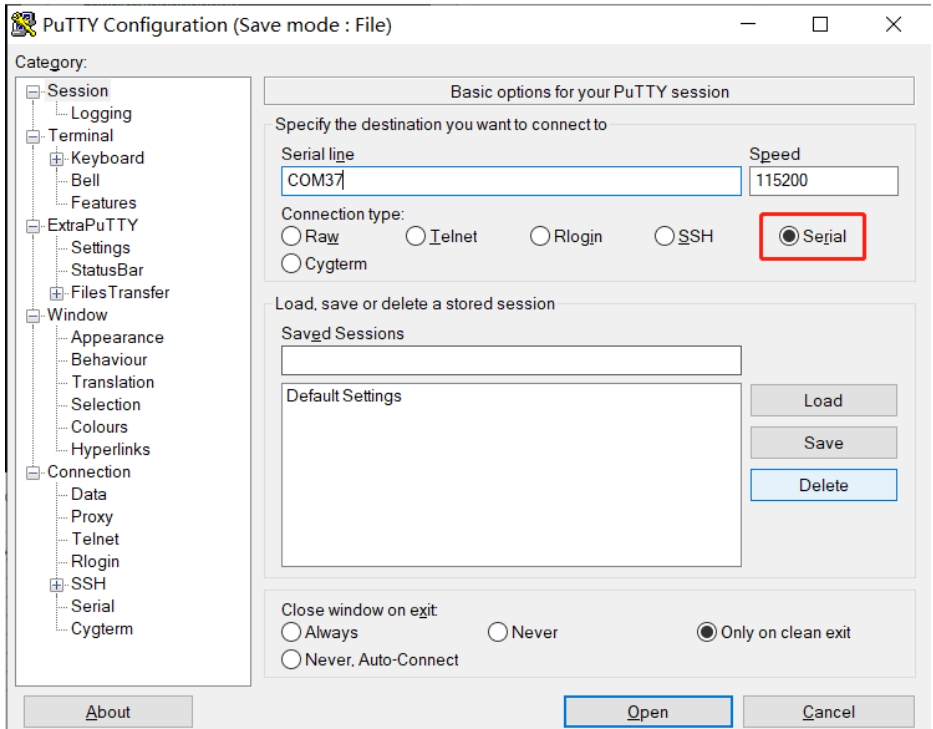 PuTTY Configuration (Save mode : File)
Category:
Session
Logging
Terminal
Keyboard
Bell
Features
ExtraPuTTY
Settings
StatusBar
FilesTransfer
Window
Appearance
Behaviour
Translation
Selection
Colours
Hyperlinks
Connection
Data
Proxy
Telnet
Rlogin
SSH
Serial
Cygterm
Basic options for your PuTTY session
Specify the destination you want to connect to
Serial line Speed
COM37 115200
Connection type:
Raw Telnet Rlogin SSH Serial
Cygterm
Load, save or delete a stored session
Saved Sessions
Default Settings
Load
Save
Delete
Close window on exit:
Always Never Only on clean exit
Never, Auto-Connect
About Open Cancel